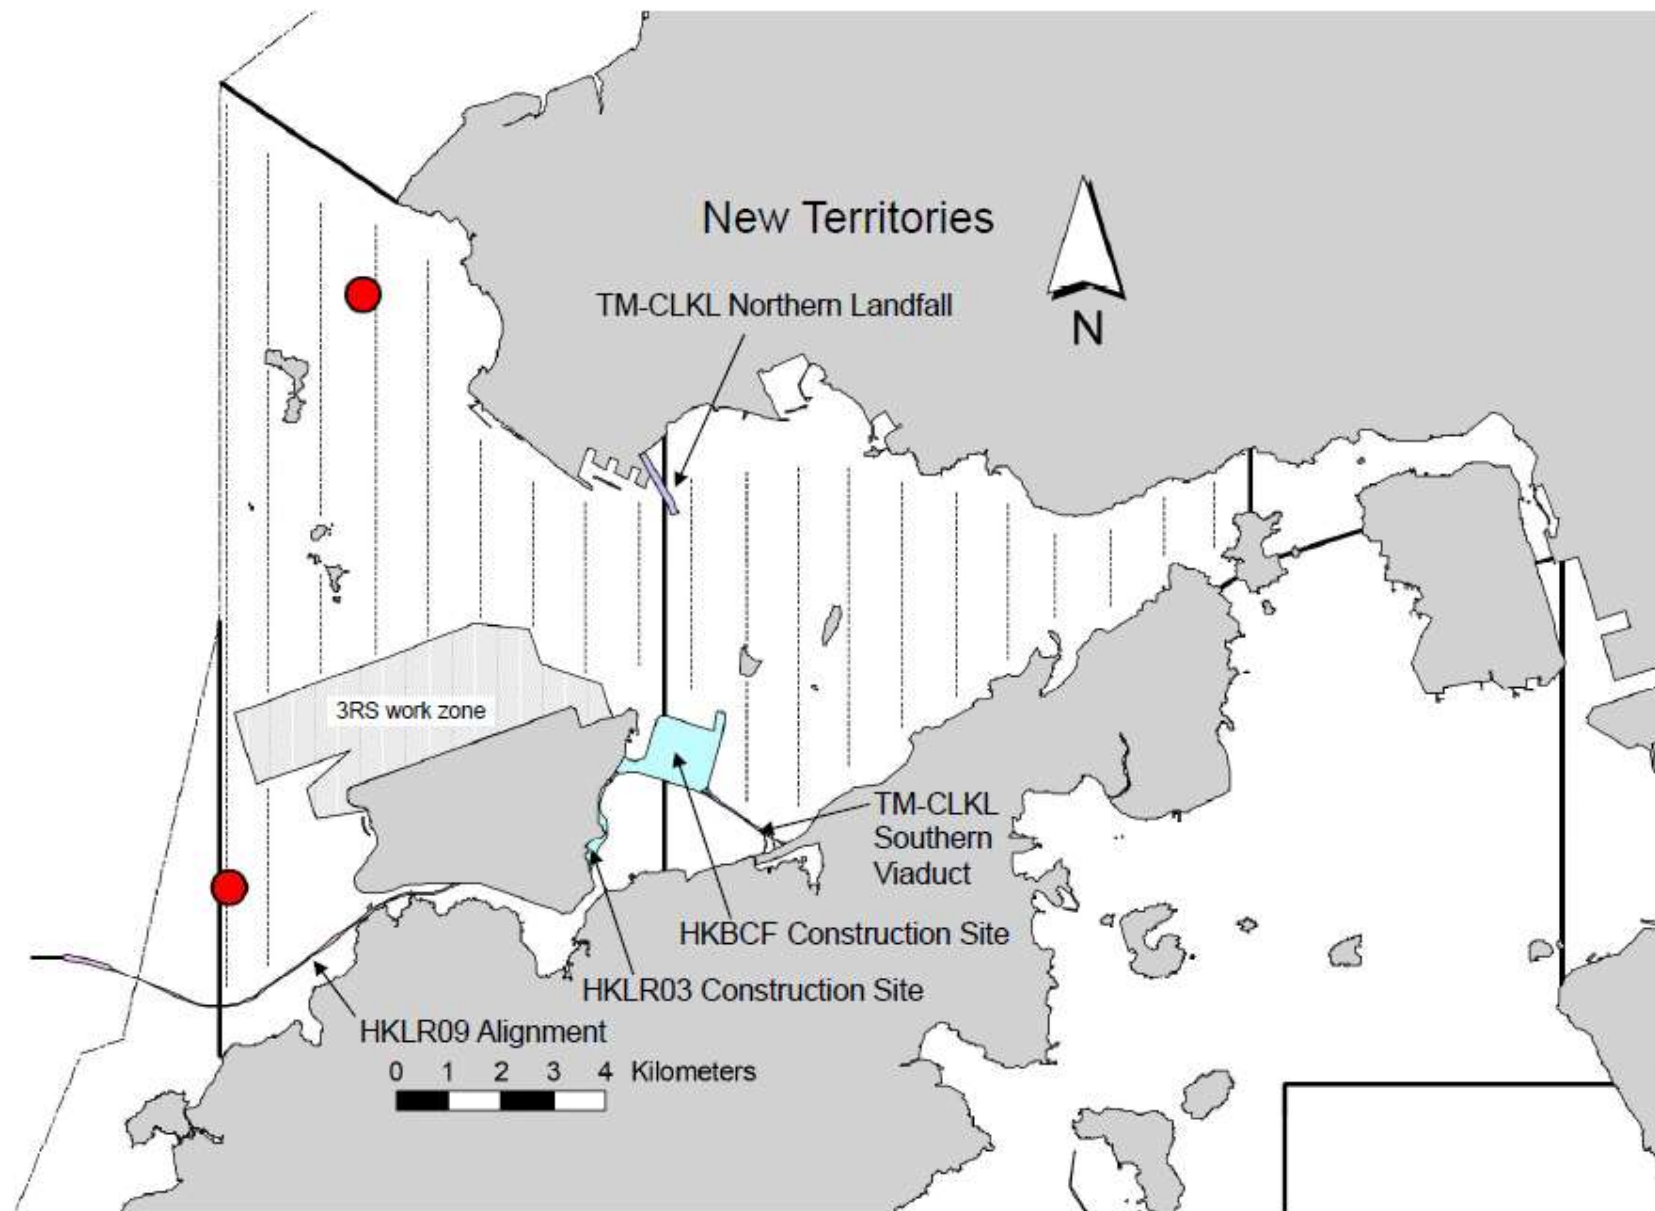 New Territories
TM-CLKL Northern Landfall
N
3RS work zone
TM-CLKL
Southern
Viaduct
HKBCF Construction Site
HKLR03 Construction Site
HKLR09 Alignment
0 1 2 3 4 Kilometers